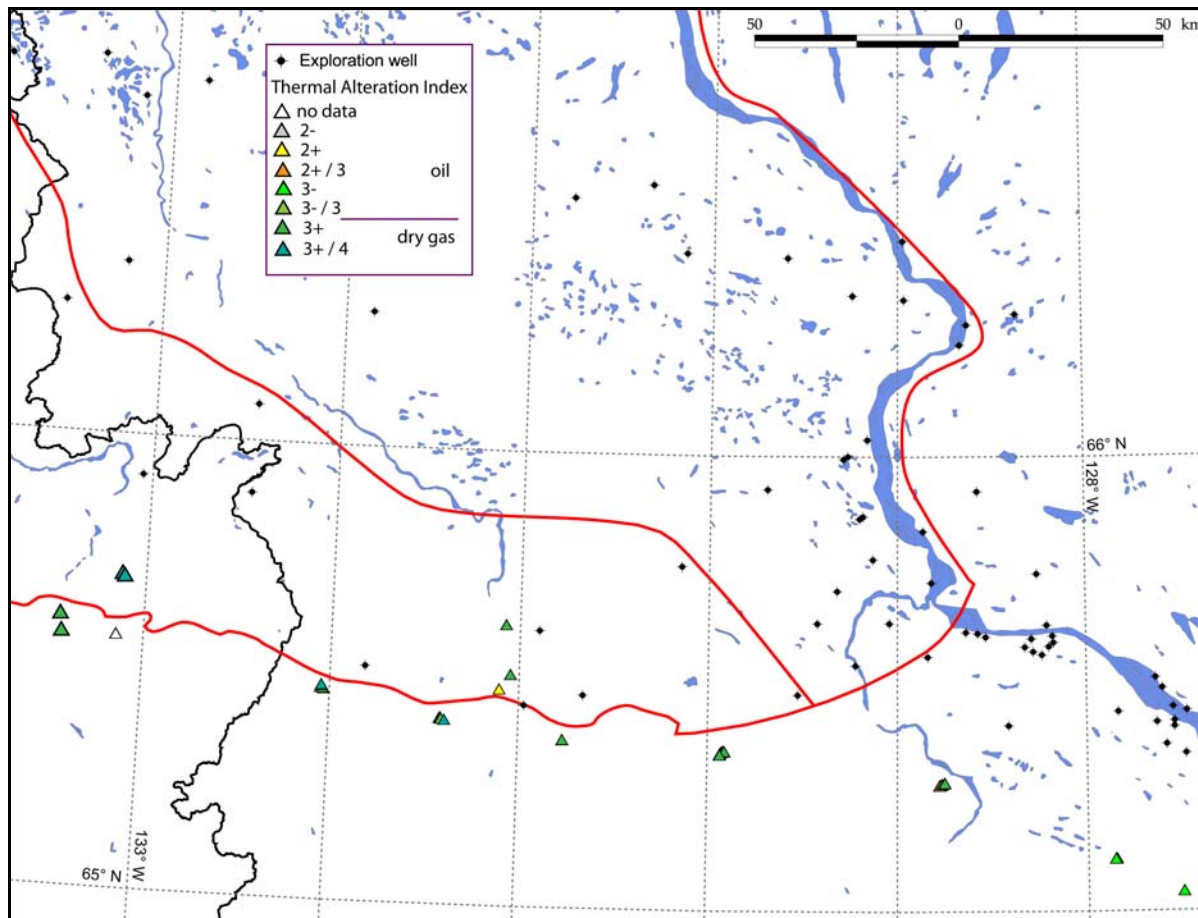 50 0 50 km
Exploration well
Thermal Alteration Index
no data
2-
2+
2+ / 3
oil
3-
3- / 3
dry gas
3+
3+ / 4
66° N
128° W
133° W
65° N